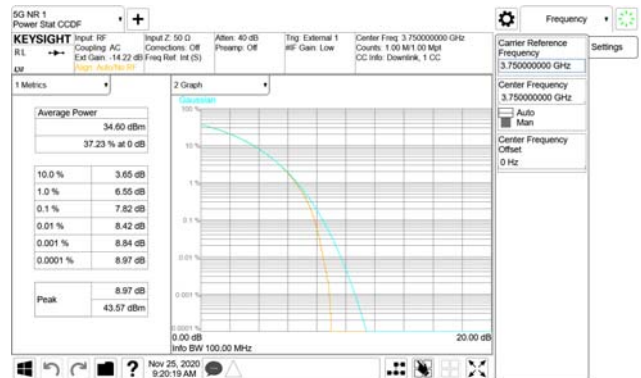 5G NR 1
Power Stat CCDF
Frequency
KEYSIGHT
RL
Input: RF
Coupling: AC
Ext Gain: -14.22 dB
Align: Auto/No RF
Input Z: 50 Ω
Corrections: Off
Freq Ref: Int (S)
Atten: 40 dB
Preamp: Off
Trig: External 1
#IF Gain: Low
Center Freq: 3.750000000 GHz
Counts: 1.00 M/1.00 Mpt
CC Info: Downlink, 1 CC
Carrier Reference
Frequency
3.750000000 GHz
Settings
Center Frequency
3.750000000 GHz
Auto
Man
Center Frequency
Offset
0 Hz
1 Metrics
Average Power
34.60 dBm
37.23 % at 0 dB
10.0 % 3.65 dB
1.0 % 6.55 dB
0.1 % 7.82 dB
0.01 % 8.42 dB
0.001 % 8.84 dB
0.0001 % 8.97 dB
Peak
8.97 dB
43.57 dBm
2 Graph
Gaussian
100 %
10 %
1 %
0.1 %
0.01 %
0.001 %
0.0001 %
0.00 dB
20.00 dB
Info BW 100.00 MHz
Nov 25, 2020
9:20:19 AM